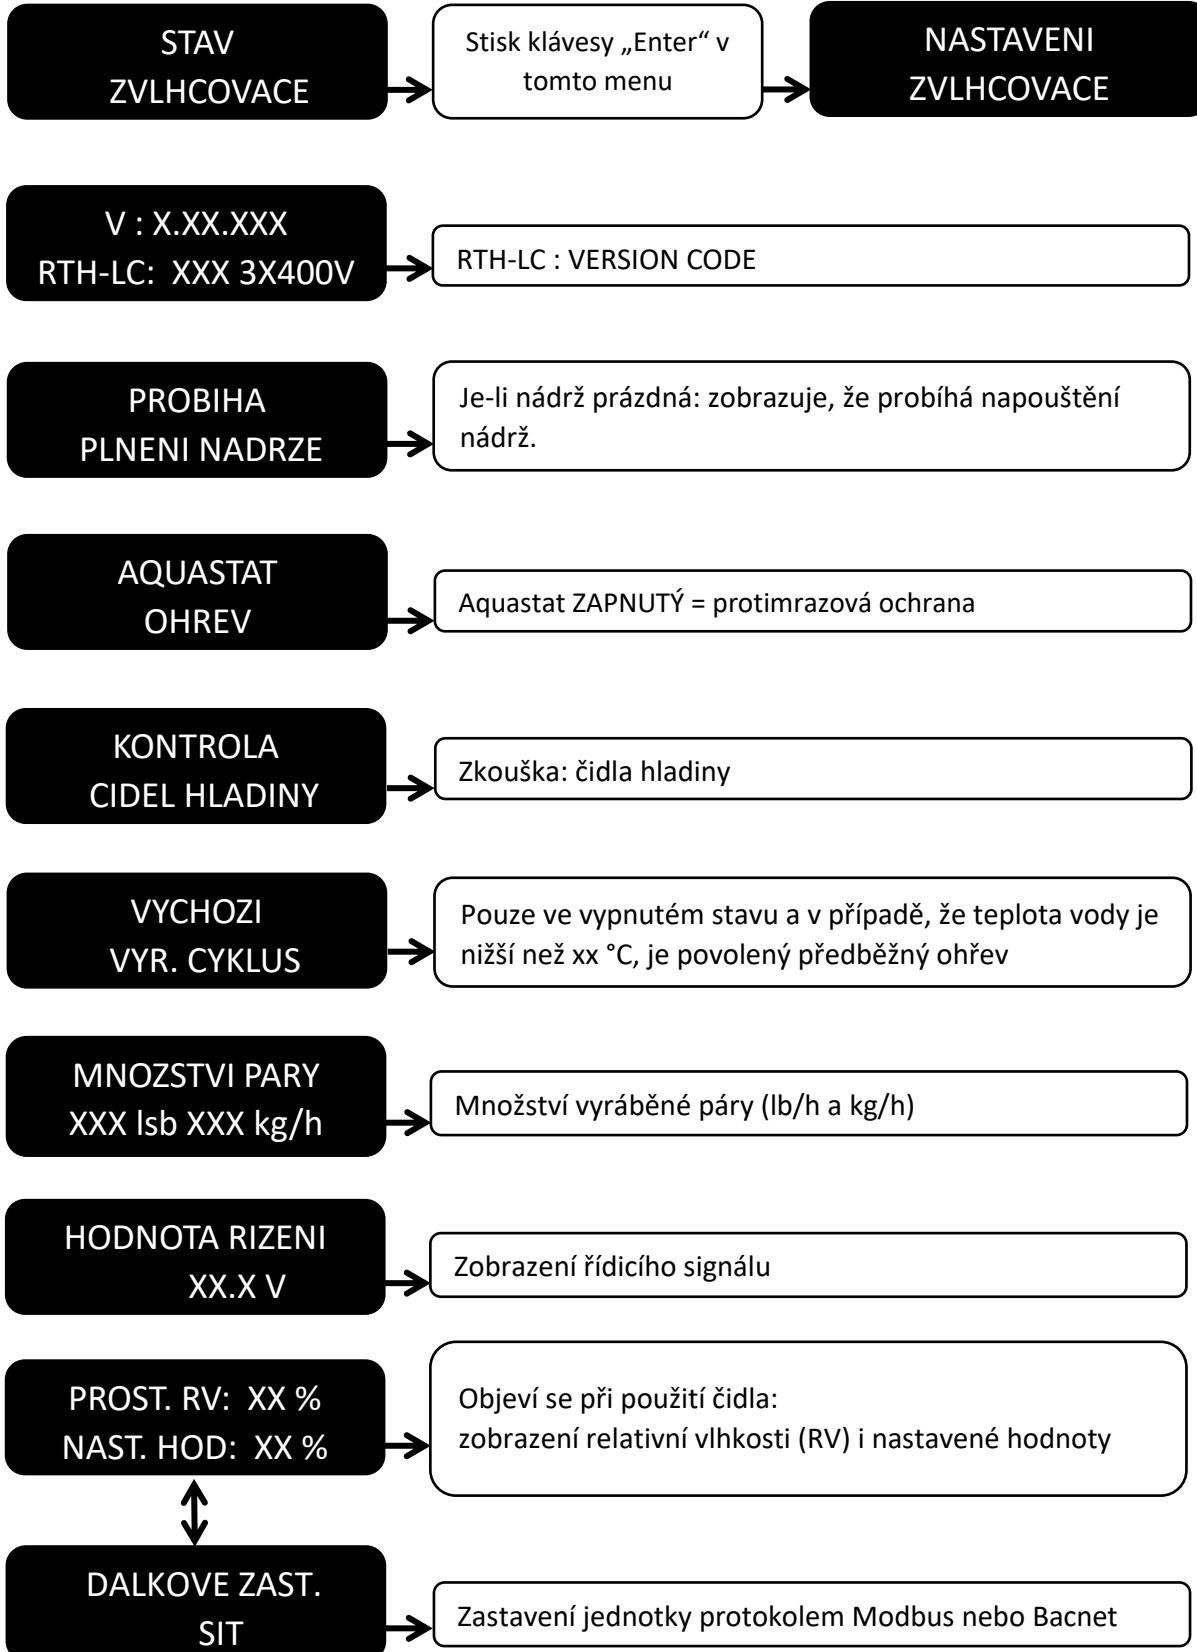 STAV
ZVLHCOVACE
Stisk klávesy „Enter“ v
tomto menu
NASTAVENI
ZVLHCOVACE
V : X.XX.XXX
RTH-LC: XXX 3X400V
RTH-LC : VERSION CODE
PROBIHA
PLNENI NADRZE
Je-li nádrž prázdná: zobrazuje, že probíhá napouštění
nádrž.
AQUASTAT
OHREV
Aquastat ZAPNUTÝ = protimrazová ochrana
KONTROLA
CIDEL HLADINY
Zkouška: čidla hladiny
VYCHOZI
VYR. CYKLUS
Pouze ve vypnutém stavu a v případě, že teplota vody je
nižší než xx °C, je povolený předběžný ohřev
MNOZSTVI PARY
XXX lsb XXX kg/h
Množství vyráběné páry (lb/h a kg/h)
HODNOTA RIZENI
XX.X V
Zobrazení řídicího signálu
PROST. RV: XX %
NAST. HOD: XX %
Objeví se při použití čidla:
zobrazení relativní vlhkosti (RV) i nastavené hodnoty
DALKOVE ZAST.
SIT
Zastavení jednotky protokolem Modbus nebo Bacnet